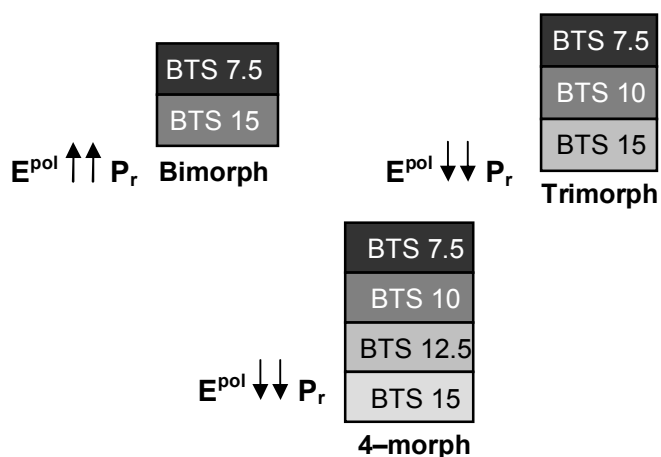 BTS 7.5
BTS 15
E^pol ↑↑ P_r
Bimorph
BTS 7.5
BTS 10
BTS 15
E^pol ↓↓ P_r
Trimorph
BTS 7.5
BTS 10
BTS 12.5
BTS 15
E^pol ↓↓ P_r
4–morph